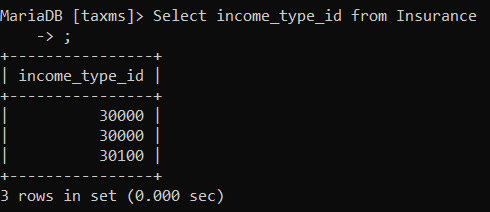 MariaDB [taxms]> Select income_type_id from Insurance
    -> ;
+----------------+
| income_type_id |
+----------------+
|          30000 |
|          30000 |
|          30100 |
+----------------+
3 rows in set (0.000 sec)